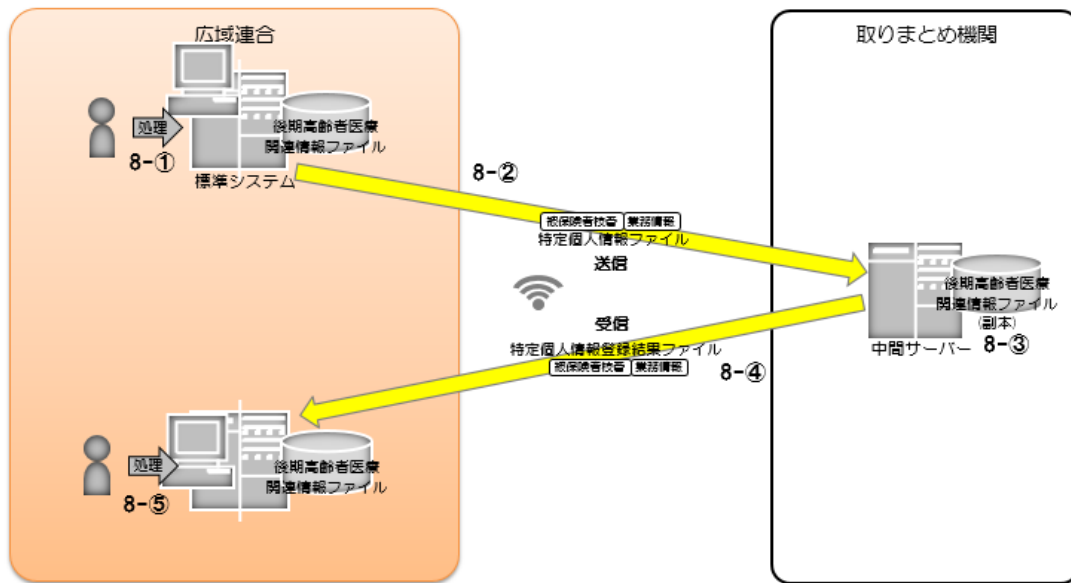 広域連合
取りまとめ機関
処理
8-①
後期高齢者医療
関連情報ファイル
標準システム
8-②
被保険者枝番
業務情報
特定個人情報ファイル
送信
後期高齢者医療
関連情報ファイル
(副本)
中間サーバー
8-③
受信
特定個人情報登録結果ファイル
被保険者枝番
業務情報
8-④
処理
8-⑤
後期高齢者医療
関連情報ファイル